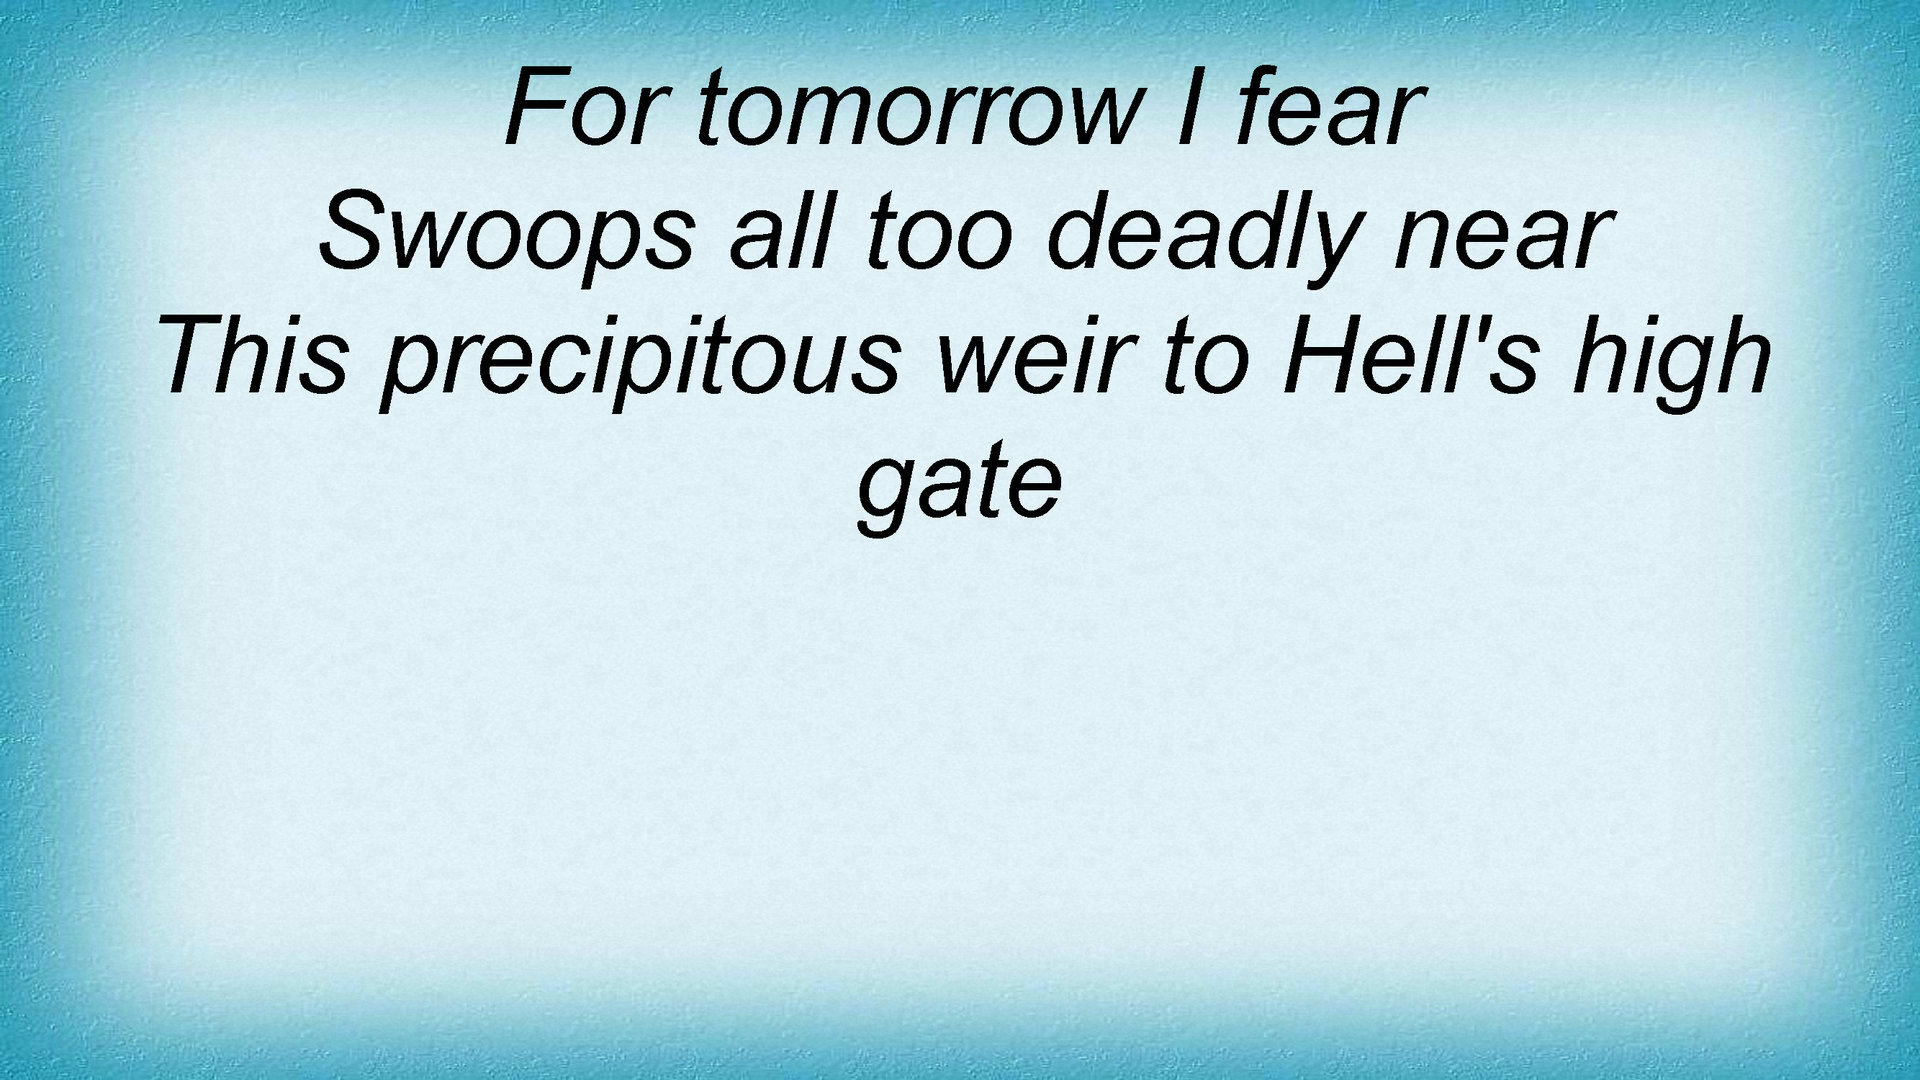 For tomorrow I fear
Swoops all too deadly near
This precipitous weir to Hell's high
gate